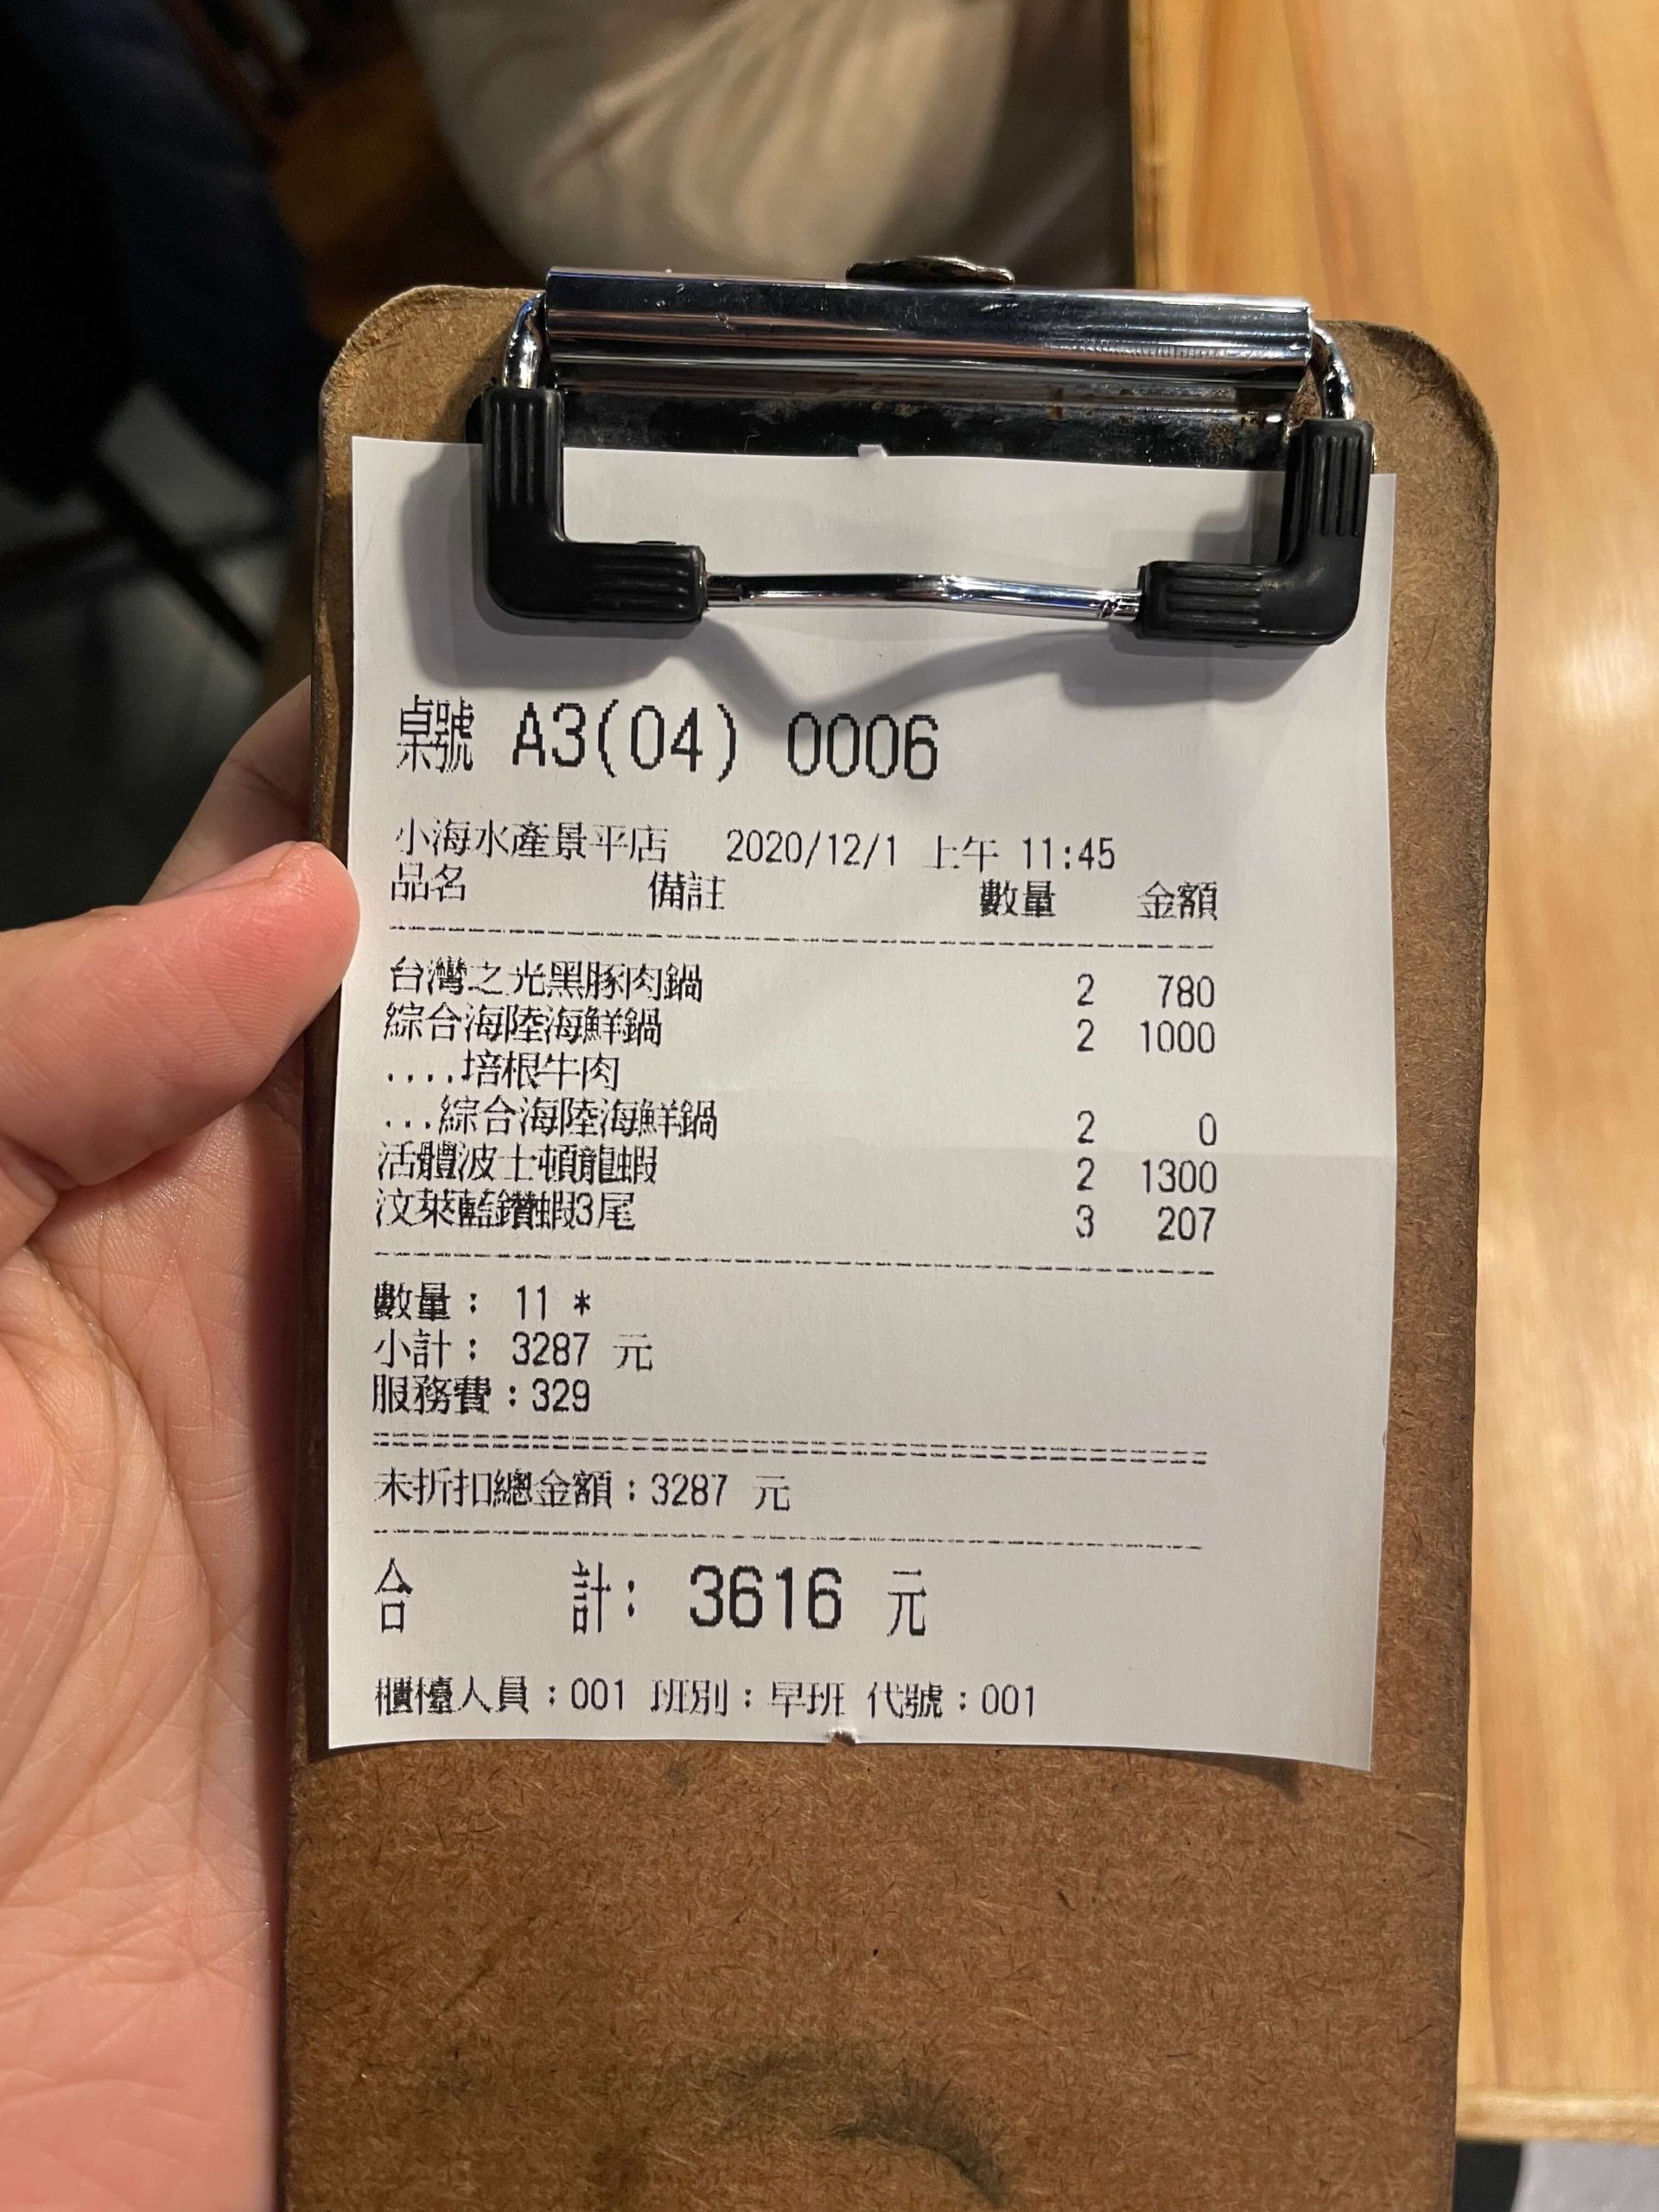 桌號 A3(04) 0006
小海水產景平店 2020/12/1 上午 11:45
品名 備註 數量 金額
台灣之光黑豚肉鍋 2 780
綜合海陸海鮮鍋 2 1000
....培根牛肉
...綜合海陸海鮮鍋 2 0
活體波士頓龍蝦 2 1300
汶萊藍鑽蝦3尾 3 207
數量： 11 *
小計： 3287 元
服務費：329
未折扣總金額：3287 元
合 計： 3616 元
櫃檯人員：001 班別：早班 代號：001